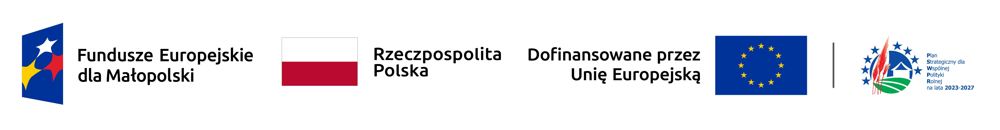 Fundusze Europejskie
dla Małopolski
Rzeczpospolita
Polska
Dofinansowane przez
Unię Europejską
Plan
Strategiczny dla
Wspólnej
Polityki
Rolnej
na lata 2023-2027